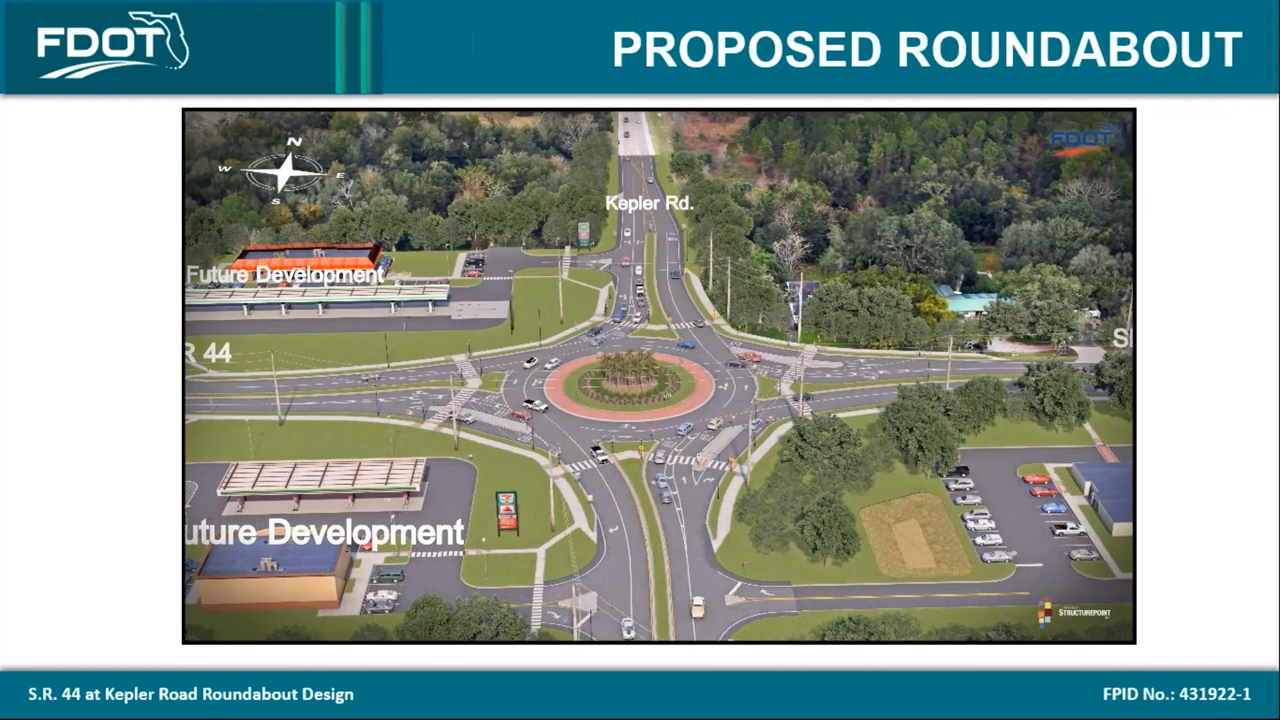 FDOT
PROPOSED ROUNDABOUT
N
W
E
S
FDOT
Kepler Rd.
Future Development
R 44
S
7
uture Development
STRUCTUREPOINT
S.R. 44 at Kepler Road Roundabout Design
FPID No.: 431922-1